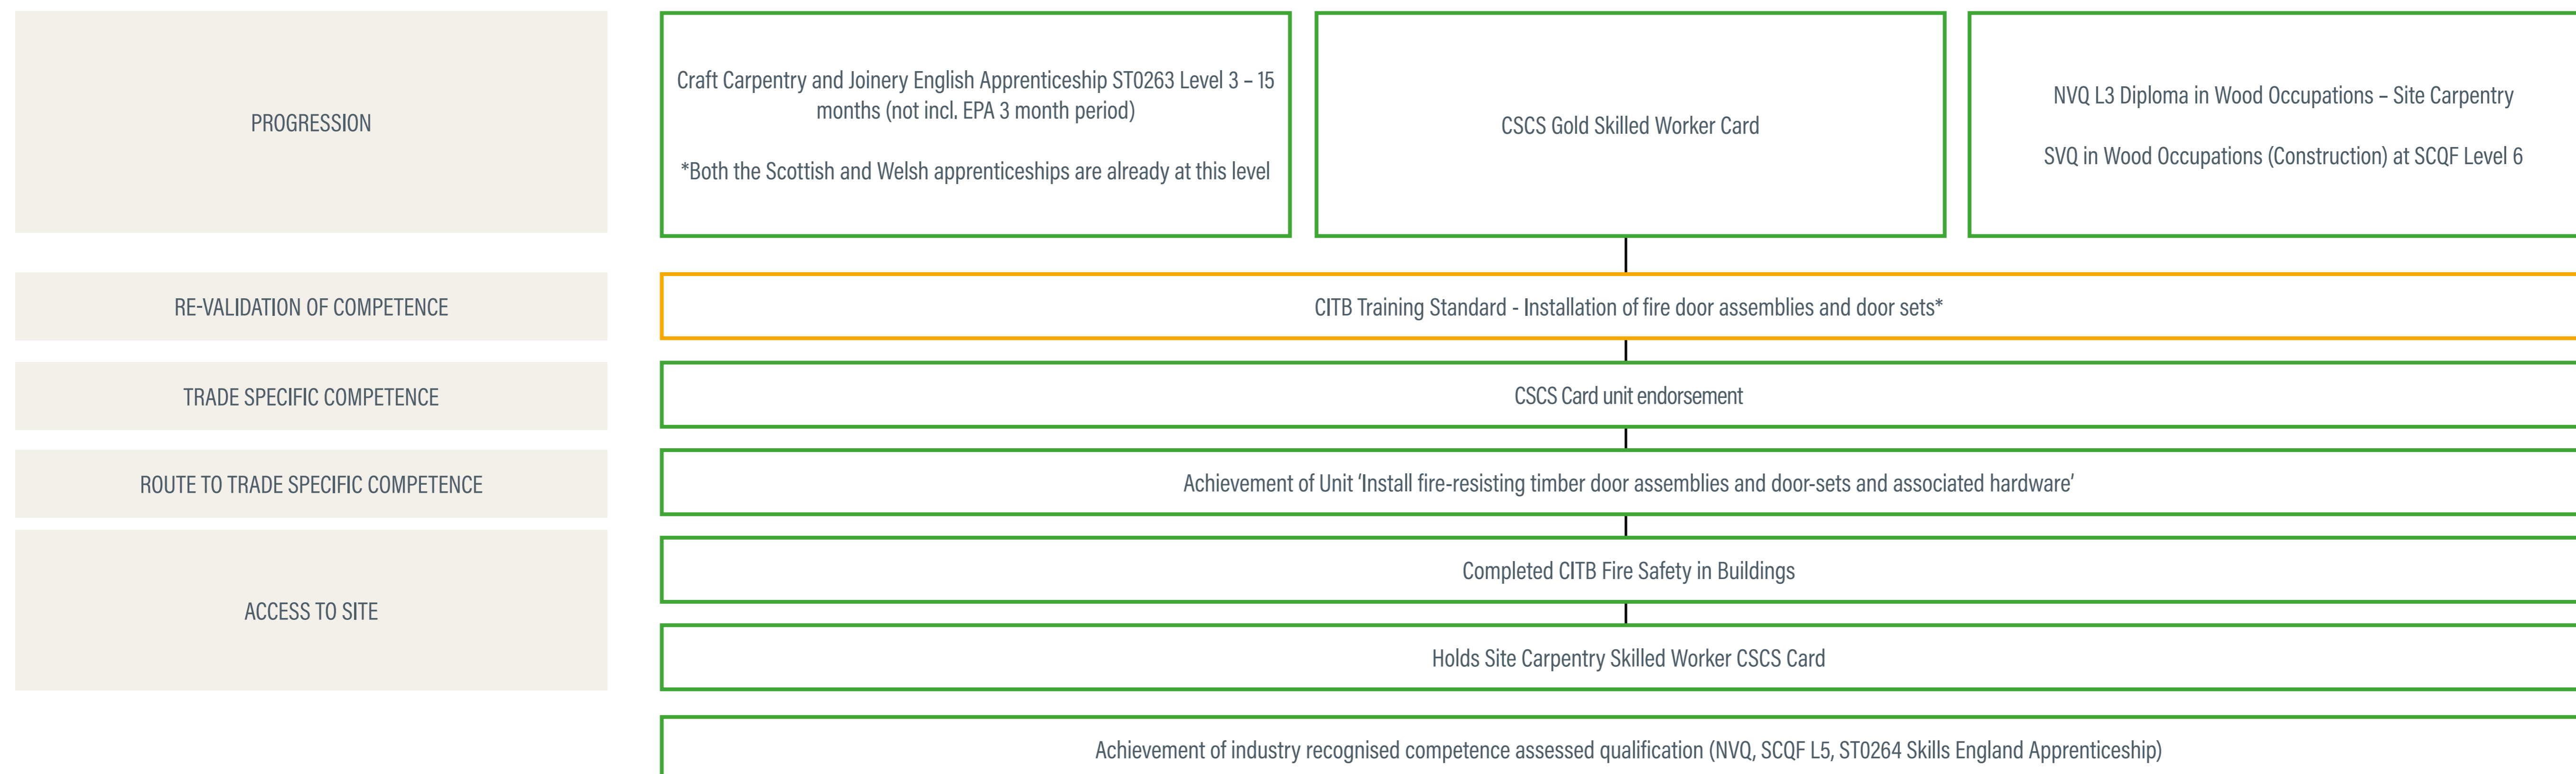 PROGRESSION
Craft Carpentry and Joinery English Apprenticeship ST0263 Level 3 – 15
months (not incl. EPA 3 month period)
*Both the Scottish and Welsh apprenticeships are already at this level
CSCS Gold Skilled Worker Card
NVQ L3 Diploma in Wood Occupations – Site Carpentry
SVQ in Wood Occupations (Construction) at SCQF Level 6
RE-VALIDATION OF COMPETENCE
CITB Training Standard - Installation of fire door assemblies and door sets*
TRADE SPECIFIC COMPETENCE
CSCS Card unit endorsement
ROUTE TO TRADE SPECIFIC COMPETENCE
Achievement of Unit ‘Install fire-resisting timber door assemblies and door-sets and associated hardware’
ACCESS TO SITE
Completed CITB Fire Safety in Buildings
Holds Site Carpentry Skilled Worker CSCS Card
Achievement of industry recognised competence assessed qualification (NVQ, SCQF L5, ST0264 Skills England Apprenticeship)